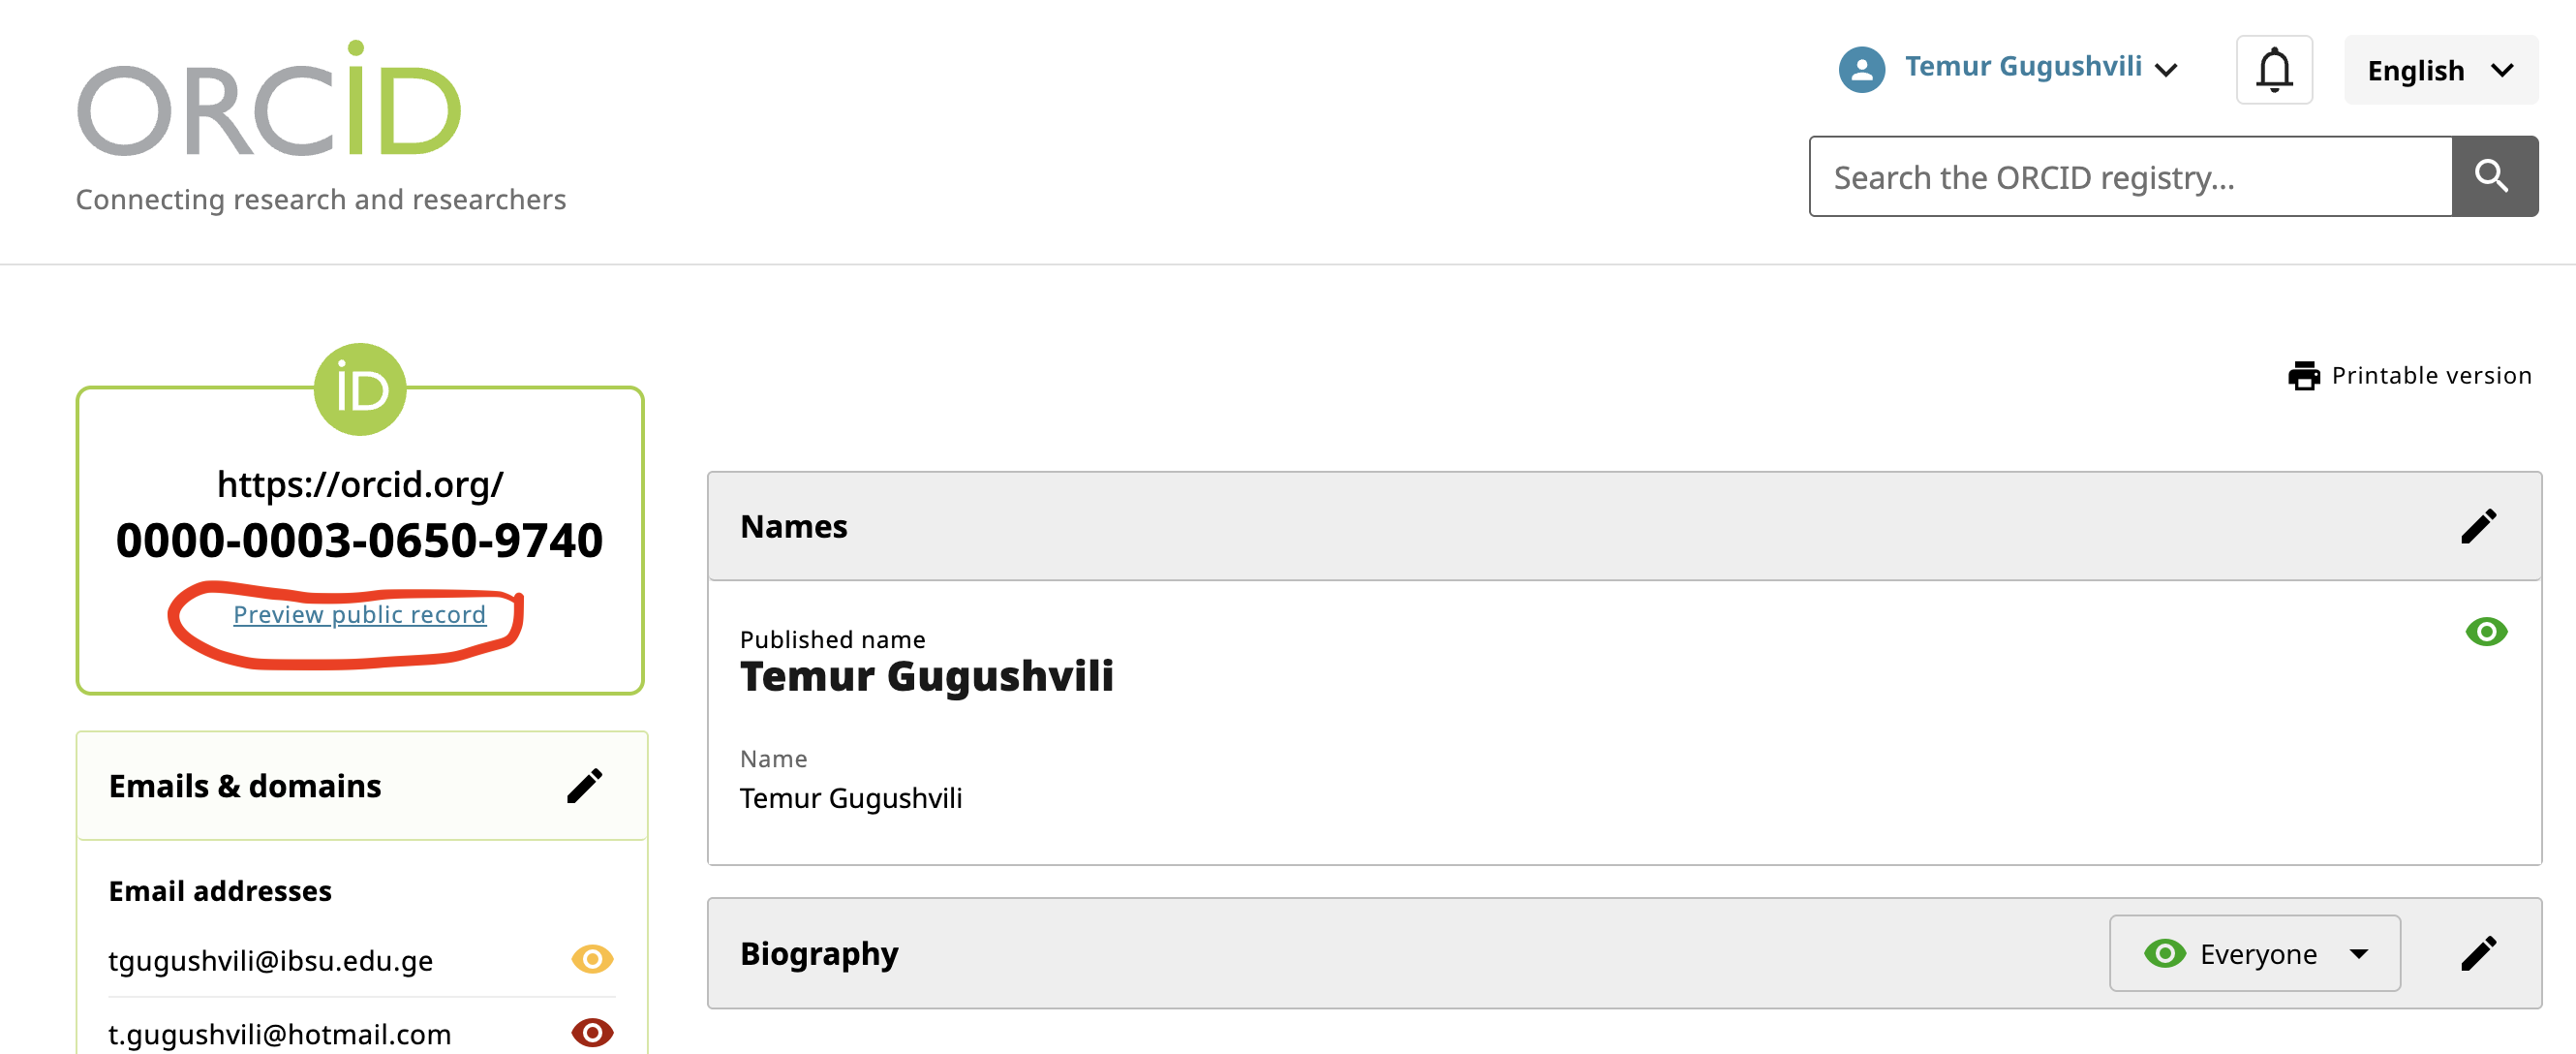 ORCID
Connecting research and researchers
Temur Gugushvili
English
Search the ORCID registry...
Printable version
iD
https://orcid.org/
0000-0003-0650-9740
Preview public record
Names
Published name
Temur Gugushvili
Name
Temur Gugushvili
Emails & domains
Email addresses
tgugushvili@ibsu.edu.ge
t.gugushvili@hotmail.com
Biography
Everyone